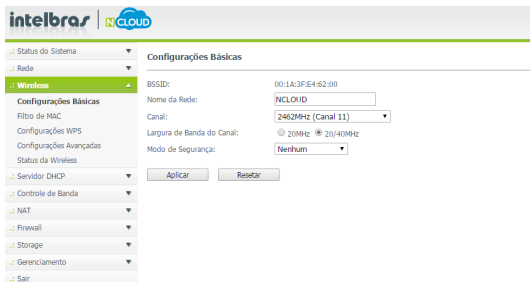 intelbras NCLOUD
.: Status do Sistema
.: Rede
.: Wireless
Configurações Básicas
Filtro de MAC
Configurações WPS
Configurações Avançadas
Status da Wireless
.: Servidor DHCP
.: Controle de Banda
.: NAT
.: Firewall
.: Storage
.: Gerenciamento
.: Sair
Configurações Básicas
BSSID: 00:1A:3F:E4:62:00
Nome da Rede: NCLOUD
Canal: 2462MHz (Canal 11)
Largura de Banda do Canal: 20MHz 20/40MHz
Modo de Segurança: Nenhum
Aplicar Resetar